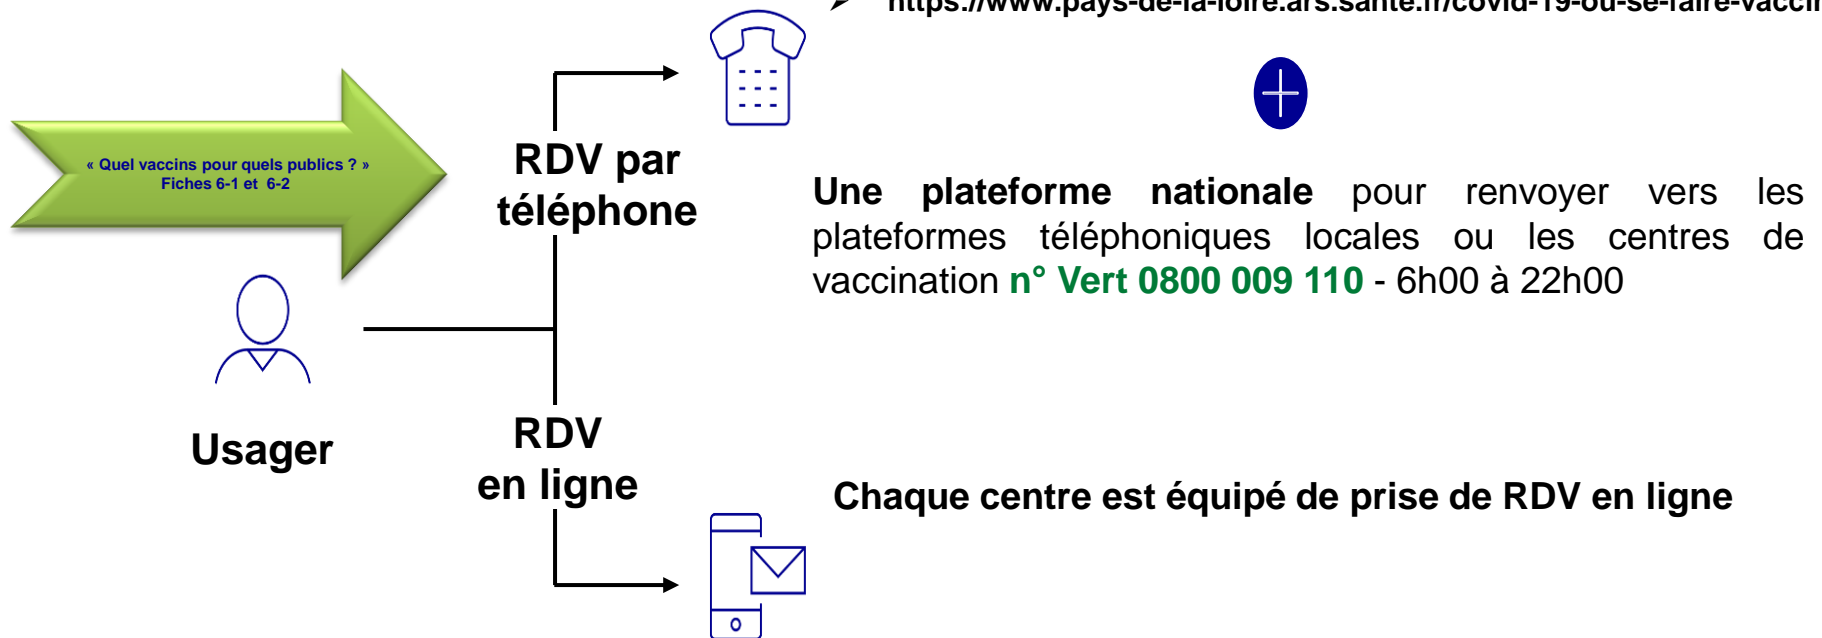 https://www.pays-de-la-loire.ars.sante.fr/covid-19-ou-se-faire-vaccin
« Quel vaccins pour quels publics ? »
Fiches 6-1 et 6-2
RDV par
téléphone
Une plateforme nationale pour renvoyer vers les
plateformes téléphoniques locales ou les centres de
vaccination n° Vert 0800 009 110 - 6h00 à 22h00
Usager
RDV
en ligne
Chaque centre est équipé de prise de RDV en ligne